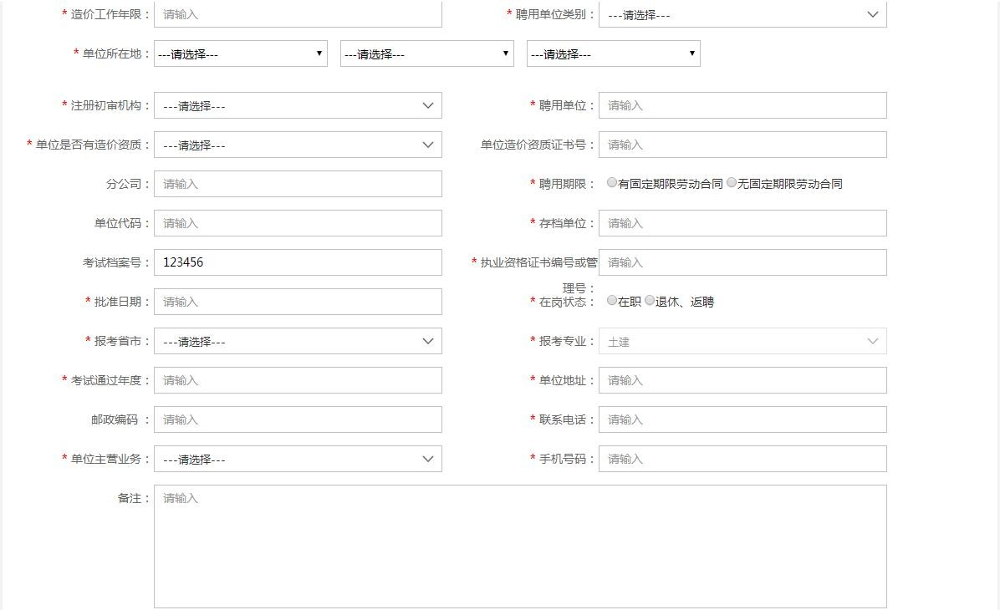 * 造价工作年限： 请输入 * 聘用单位类别： ---请选择---
* 单位所在地： ---请选择--- ---请选择--- ---请选择---
* 注册初审机构： ---请选择--- * 聘用单位： 请输入
* 单位是否有造价资质： ---请选择--- 单位造价资质证书号： 请输入
分公司： 请输入 * 聘用期限： 有固定期限劳动合同 无固定期限劳动合同
单位代码： 请输入 * 存档单位： 请输入
考试档案号： 123456 * 执业资格证书编号或管 请输入
理号：
* 批准日期： 请输入 * 在岗状态： 在职 退休、返聘
* 报考省市： ---请选择--- * 报考专业： 土建
* 考试通过年度： 请输入 * 单位地址： 请输入
邮政编码 ： 请输入 * 联系电话： 请输入
* 单位主营业务： ---请选择--- * 手机号码： 请输入
备注： 请输入